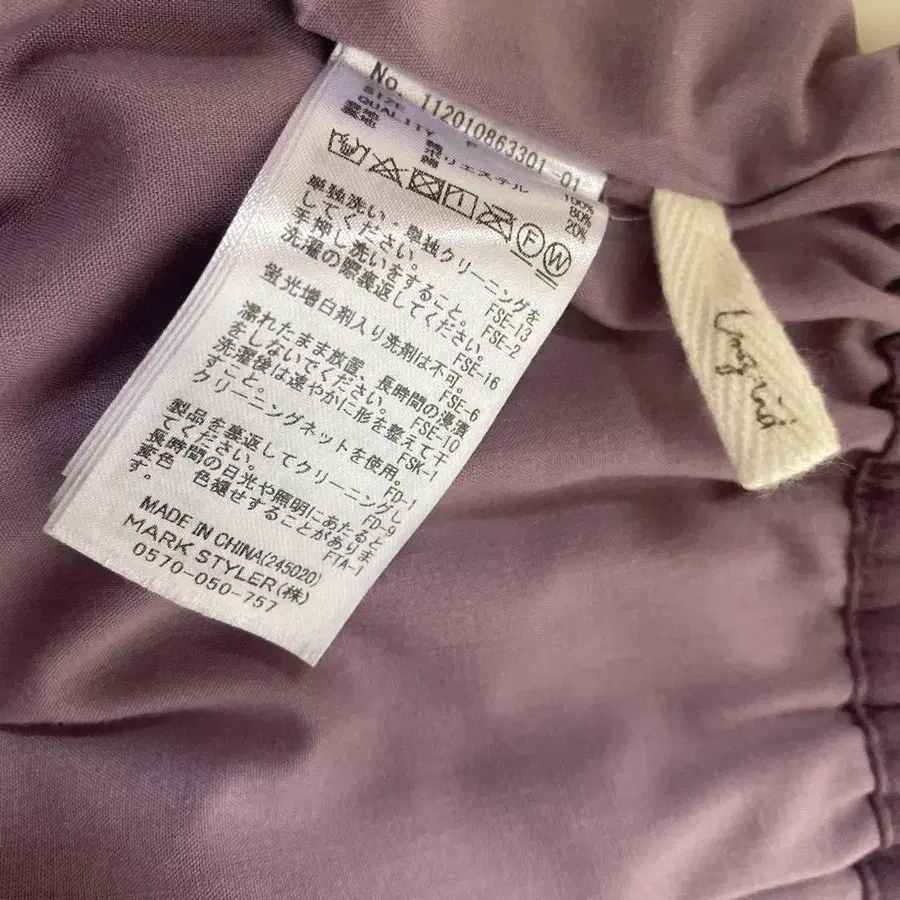 No. 112010863301-01
SIZE F
QUALITY
表地 綿 100%
裏地 ポリエステル 80%
綿 20%
F W
単独洗い・単独クリーニングを
してください。 FSE-13
手押し洗いをすること。 FSE-2
洗濯の際裏返してください。
蛍光増白剤入り洗剤は不可。 FSE-16
濡れたまま放置、長時間の浸漬
をしないでください。 FSE-6
洗濯後は速やかに形を整えて干
すこと。 FSE-10
クリーニングネットを使用。 FSK-1
製品を裏返してクリーニングし
てください。 FD-1
長時間の日光や照明にあたると FD-9
変色 色褪せすることがありま
す。 FTA-1
MADE IN CHINA(245020)
MARK STYLER(株)
0570-050-757
Ungrid